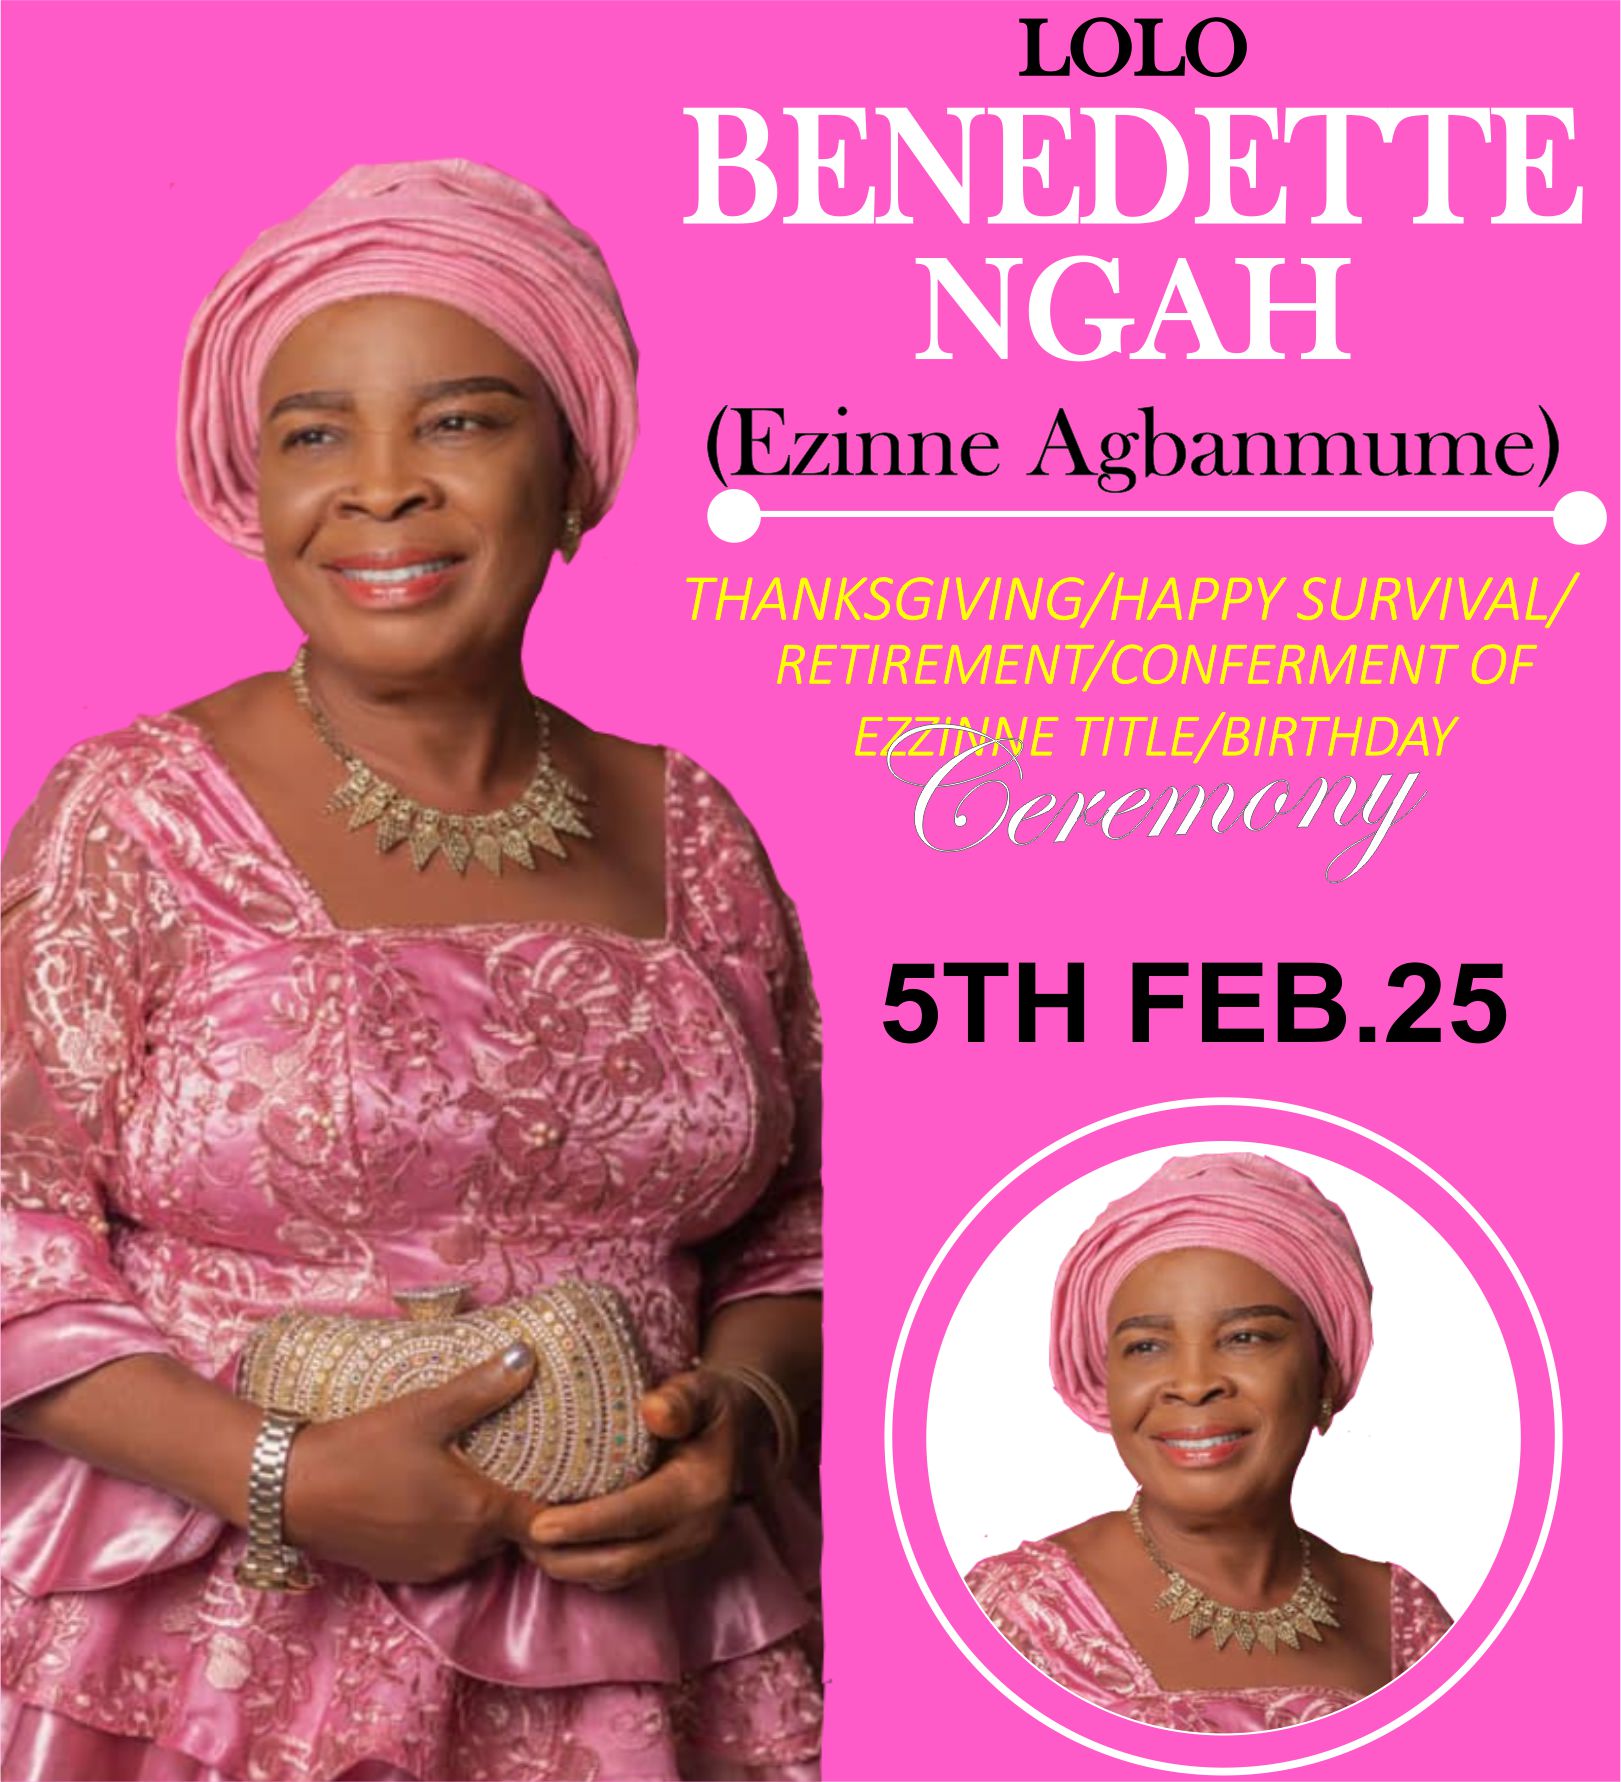 LOLO
BENEDETTE
NGAH
(Ezinne Agbanmume)
THANKSGIVING/HAPPY SURVIVAL/
RETIREMENT/CONFERMENT OF
EZZINNE TITLE/BIRTHDAY
Ceremony
5TH FEB.25